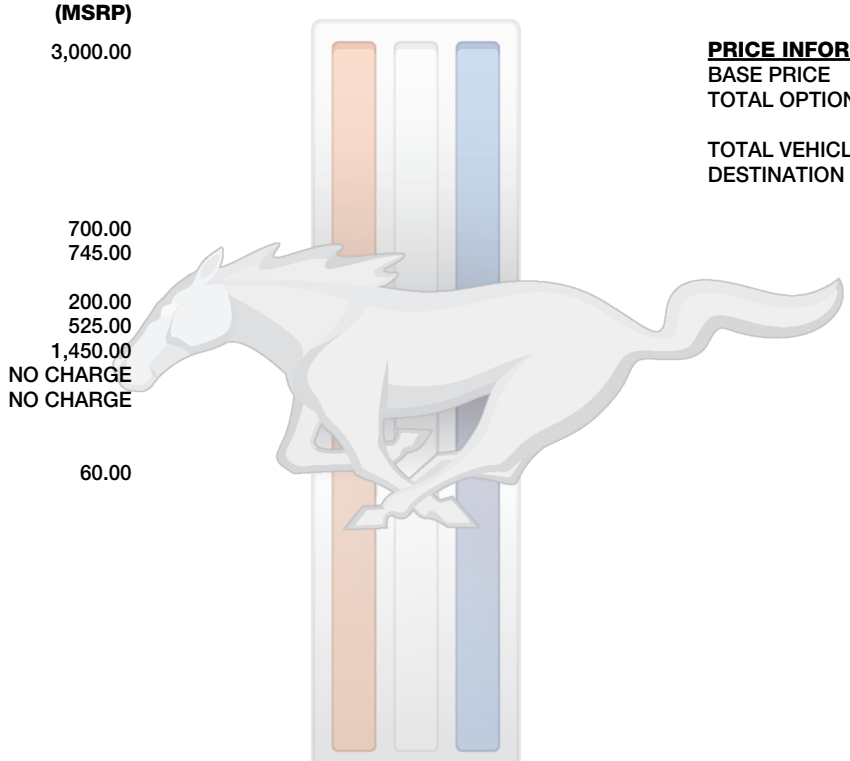 (MSRP)
3,000.00
700.00
745.00
200.00
525.00
1,450.00
NO CHARGE
NO CHARGE
60.00
PRICE INFOR
BASE PRICE
TOTAL OPTION
TOTAL VEHICL
DESTINATION